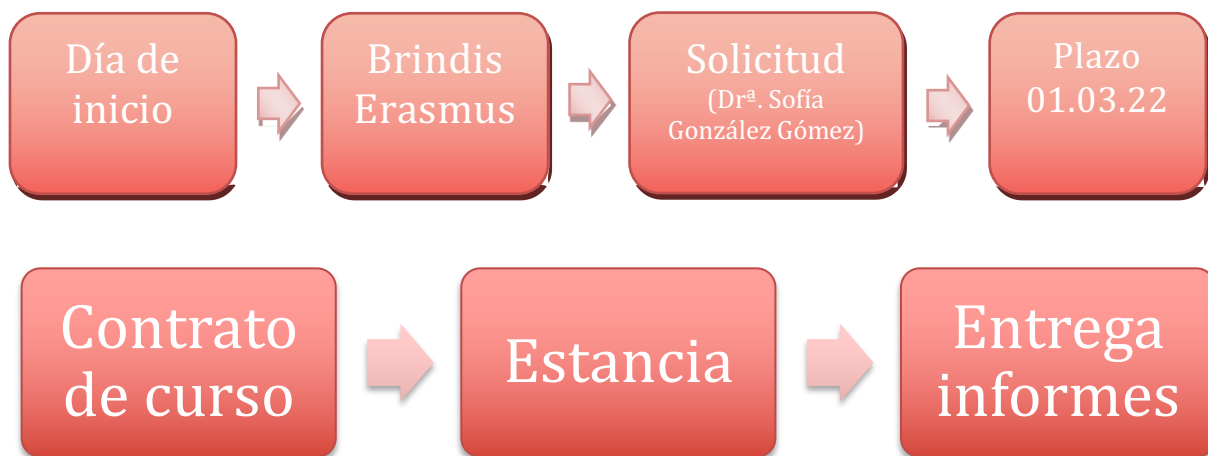 Día de
inicio
Brindis
Erasmus
Solicitud
(Drª. Sofía
González Gómez)
Plazo
01.03.22
Contrato
de curso
Estancia
Entrega
informes